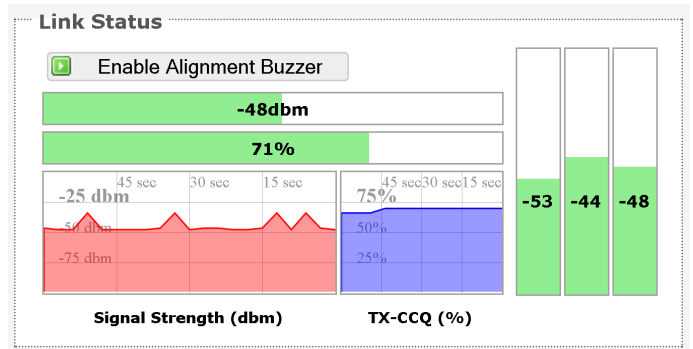 Link Status
Enable Alignment Buzzer
-48dbm
71%
45 sec 30 sec 15 sec
-25 dbm
-50 dbm
-75 dbm
Signal Strength (dbm)
45 sec 30 sec 15 sec
75%
50%
25%
TX-CCQ (%)
-53 -44 -48